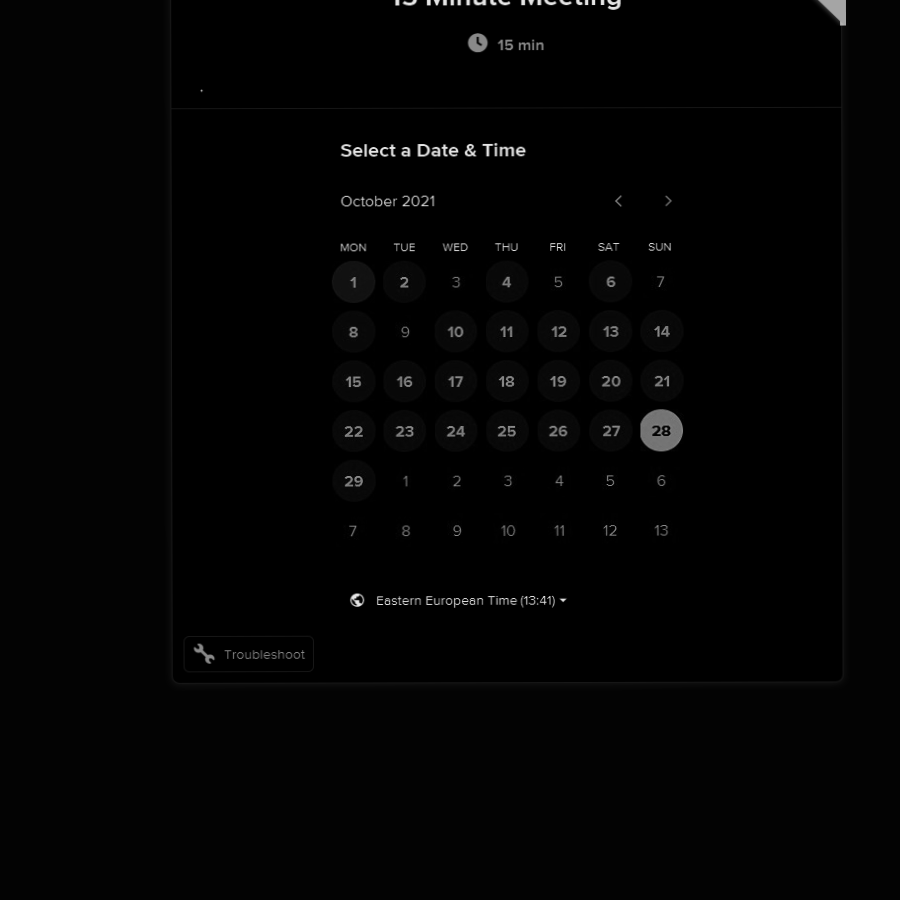 15 Minute Meeting
15 min
.
Select a Date & Time
October 2021
MON TUE WED THU FRI SAT SUN
1 2 3 4 5 6 7
8 9 10 11 12 13 14
15 16 17 18 19 20 21
22 23 24 25 26 27 28
29 1 2 3 4 5 6
7 8 9 10 11 12 13
Eastern European Time (13:41)
Troubleshoot